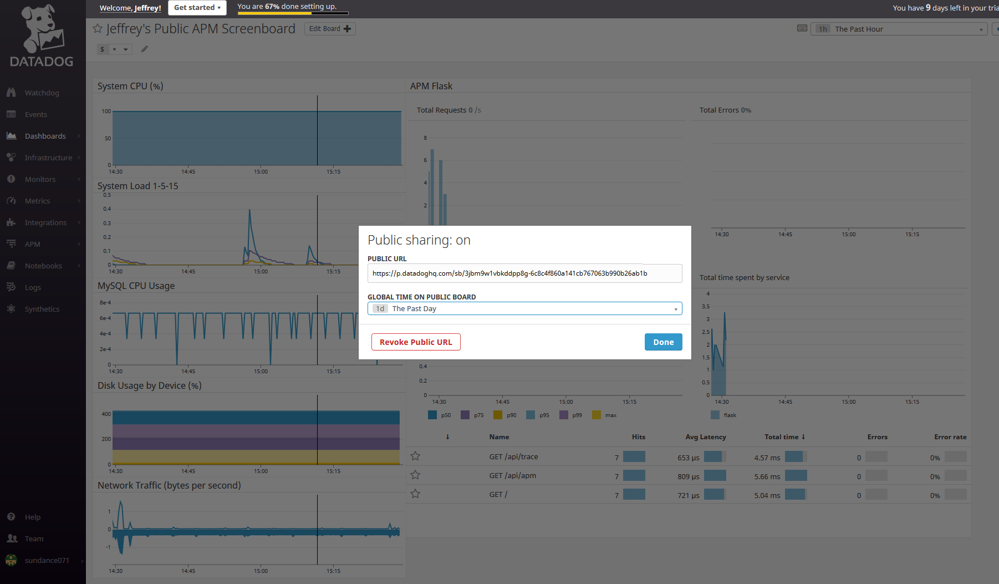 Welcome, Jeffrey!
Get started
You are 67% done setting up.
You have 9 days left in your
DATADOG
Jeffrey's Public APM Screenboard
Edit Board
1h The Past Hour
$ *
Watchdog
Events
Dashboards
Infrastructure
Monitors
Metrics
Integrations
APM
Notebooks
Logs
Synthetics
Help
Team
sundance071
System CPU (%)
100
50
0
14:30 14:45 15:00 15:15
System Load 1-5-15
0.5
0.4
0.3
0.2
0.1
0
14:30 14:45 15:00 15:15
MySQL CPU Usage
8e-4
6e-4
4e-4
2e-4
0
14:30 14:45 15:00 15:15
Disk Usage by Device (%)
400
200
0
14:30 14:45 15:00 15:15
Network Traffic (bytes per second)
1
0
-1
14:30 14:45 15:00 15:15
APM Flask
Total Requests 0 /s
8
6
4
2
Total Errors 0%
14:30 14:45 15:00 15:15
Public sharing: on
PUBLIC URL
https://p.datadoghq.com/sb/3jbm9w1vbkddpp8g-6c8c4f860a141cb767063b990b26ab1b
GLOBAL TIME ON PUBLIC BOARD
1d The Past Day
Revoke Public URL
Done
0.4
0.2
0
14:30 14:45 15:00 15:15
p50 p75 p90 p95 p99 max
Total time spent by service
4
3.5
3
2.5
2
1.5
1
0.5
0
14:30 14:45 15:00 15:15
flask
↓ Name Hits Avg Latency Total time ↓ Errors Error rate
GET /api/trace 7 653 µs 4.57 ms 0 0%
GET /api/apm 7 809 µs 5.66 ms 0 0%
GET / 7 721 µs 5.04 ms 0 0%